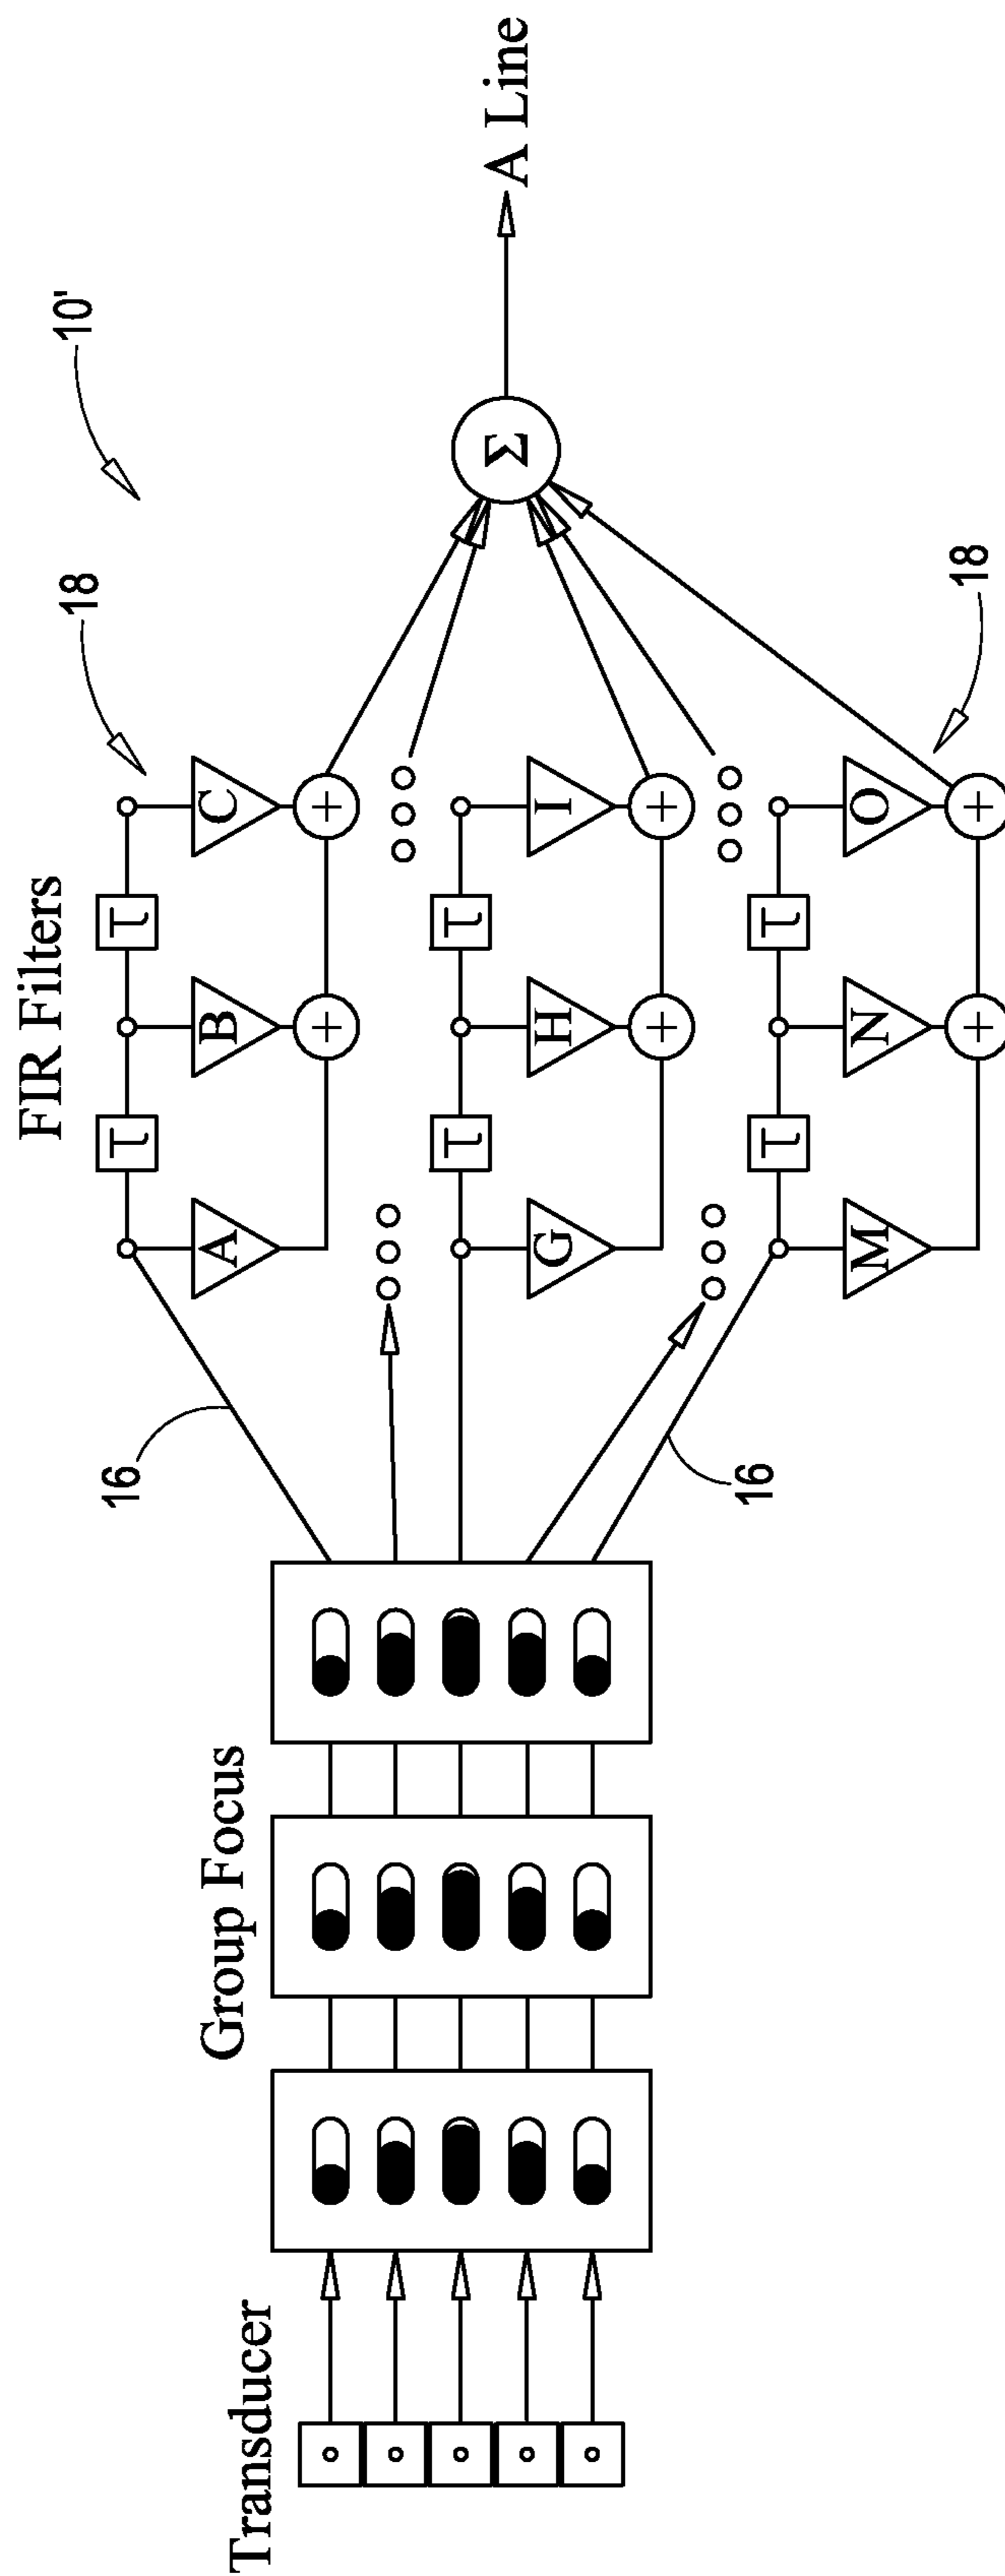 10'
FIR Filters
18
A Line
16
A
B
C
τ
τ
+
+
Σ
Group Focus
G
H
I
τ
τ
+
+
Transducer
16
M
N
O
τ
τ
+
+
18